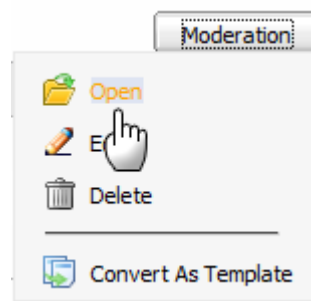 Moderation
Open
E
Delete
Convert As Template